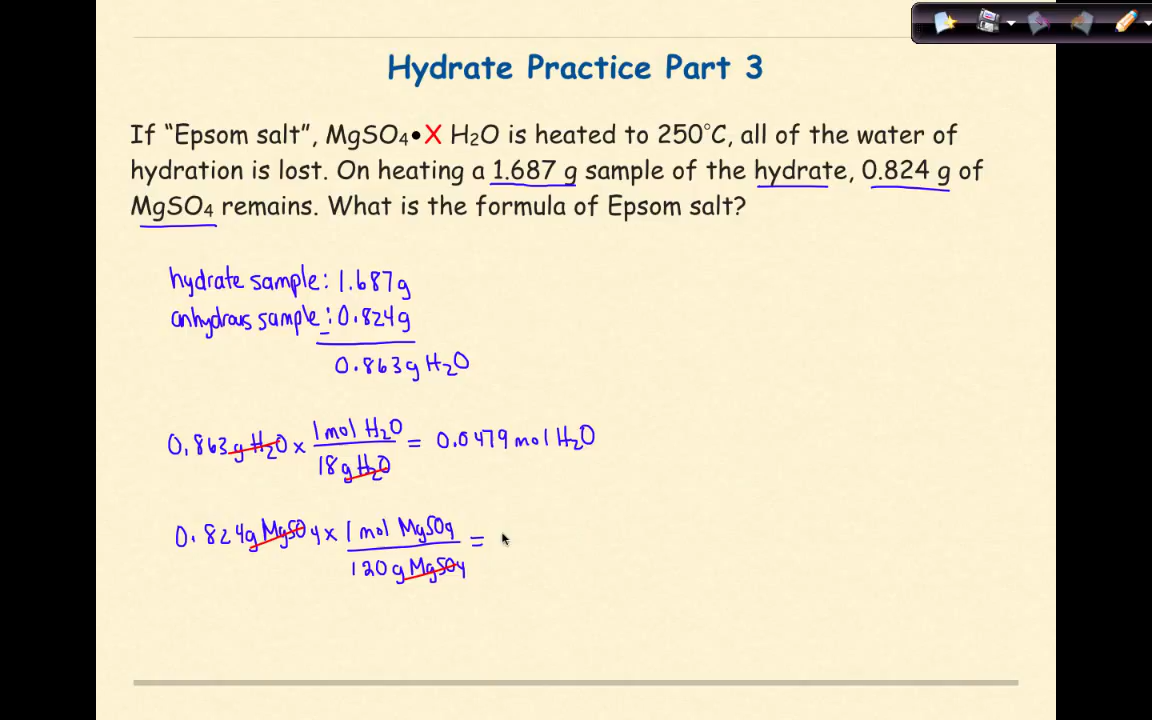 Hydrate Practice Part 3
If “Epsom salt”, MgSO4•X H2O is heated to 250°C, all of the water of
hydration is lost. On heating a 1.687 g sample of the hydrate, 0.824 g of
MgSO4 remains. What is the formula of Epsom salt?
hydrate sample: 1.687g
anhydrous sample: - 0.824g
0.863g H2O
0.863g H2O x 1 mol H2O / 18g H2O = 0.0479 mol H2O
0.824g MgSO4 x 1 mol MgSO4 / 120g MgSO4 =